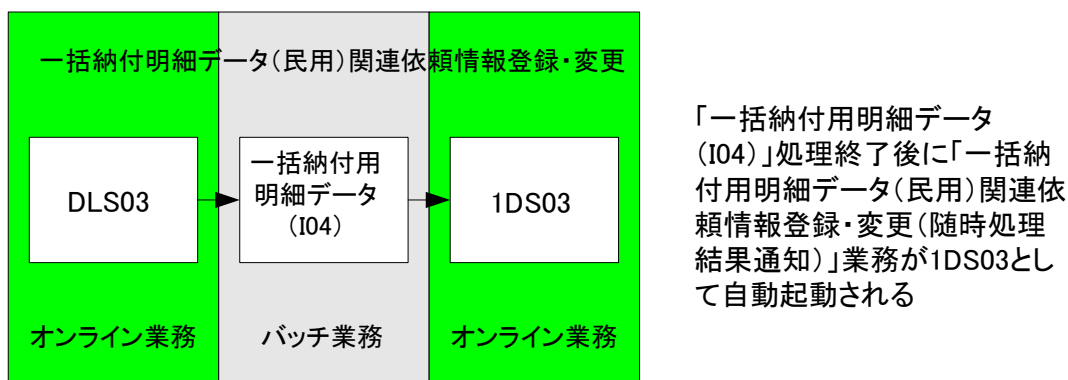 一括納付明細データ（民用）関連依頼情報登録・変更
DLS03
一括納付用
明細データ
（I04）
1DS03
オンライン業務
バッチ業務
オンライン業務
「一括納付用明細データ
（I04）」処理終了後に「一括納
付用明細データ（民用）関連依
頼情報登録・変更（随時処理
結果通知）」業務が1DS03とし
て自動起動される